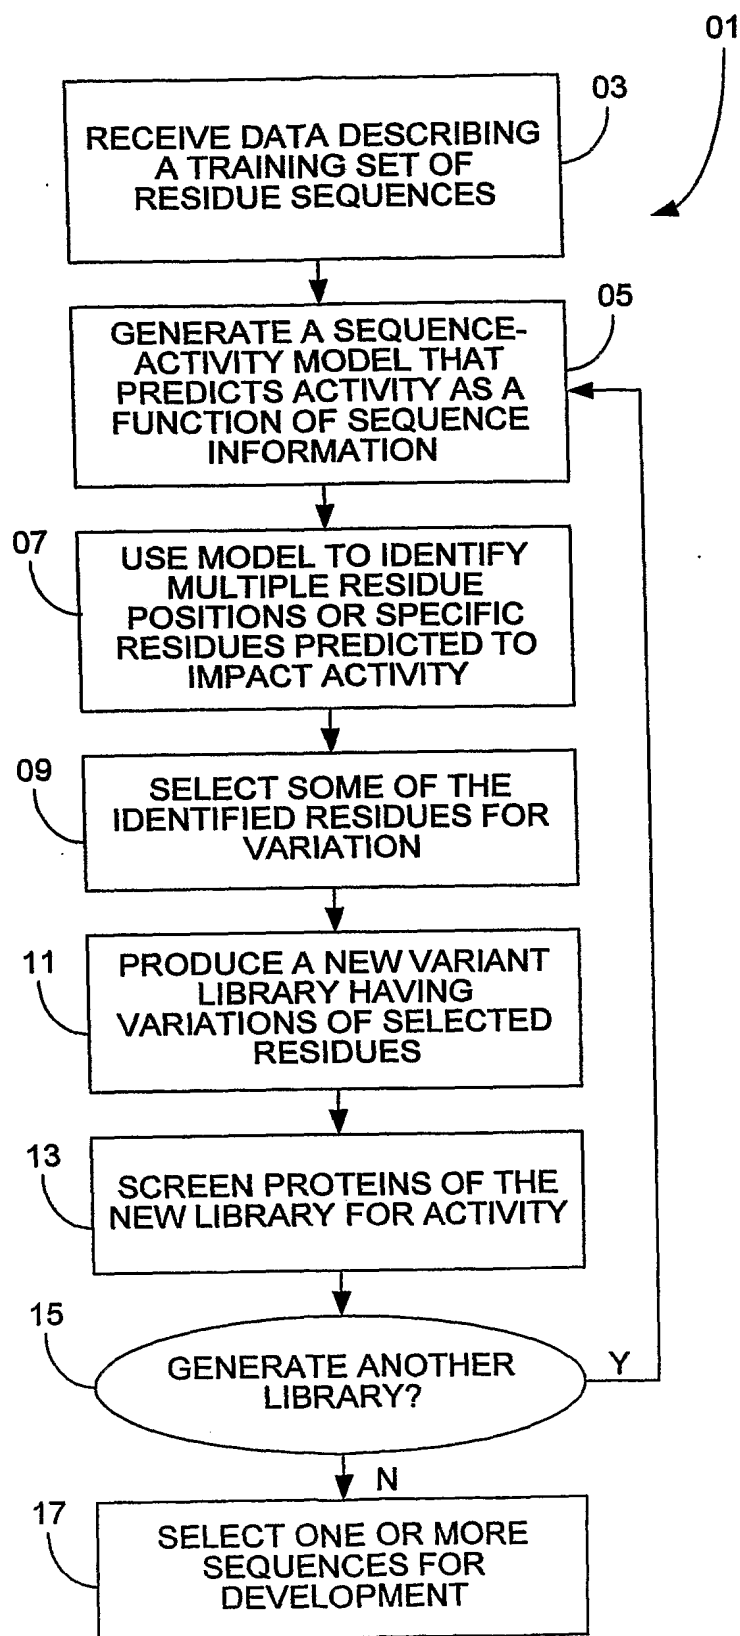 01
03
RECEIVE DATA DESCRIBING
A TRAINING SET OF
RESIDUE SEQUENCES
05
GENERATE A SEQUENCE-
ACTIVITY MODEL THAT
PREDICTS ACTIVITY AS A
FUNCTION OF SEQUENCE
INFORMATION
07
USE MODEL TO IDENTIFY
MULTIPLE RESIDUE
POSITIONS OR SPECIFIC
RESIDUES PREDICTED TO
IMPACT ACTIVITY
09
SELECT SOME OF THE
IDENTIFIED RESIDUES FOR
VARIATION
11
PRODUCE A NEW VARIANT
LIBRARY HAVING
VARIATIONS OF SELECTED
RESIDUES
13
SCREEN PROTEINS OF THE
NEW LIBRARY FOR ACTIVITY
15
GENERATE ANOTHER
LIBRARY?
Y
N
17
SELECT ONE OR MORE
SEQUENCES FOR
DEVELOPMENT